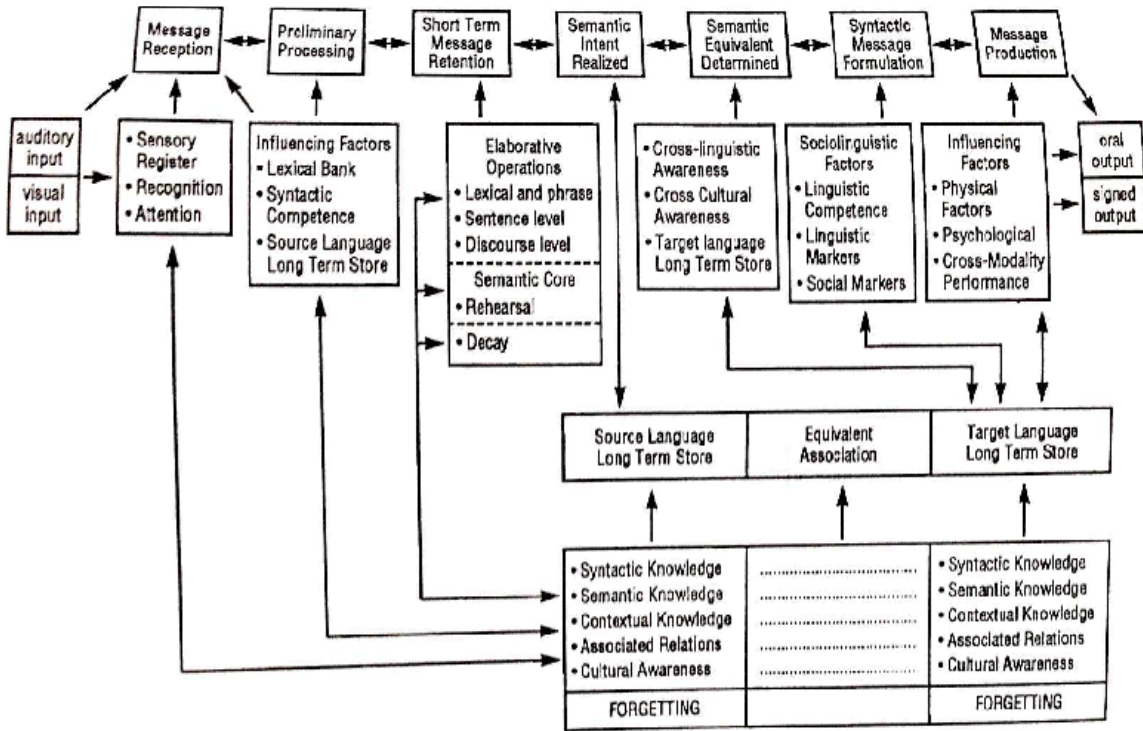 Message
Reception
Preliminary
Processing
Short Term
Message
Retention
Semantic
Intent
Realized
Semantic
Equivalent
Determined
Syntactic
Message
Formulation
Message
Production
auditory
input
visual
input
• Sensory
Register
• Recognition
• Attention
Influencing Factors
• Lexical Bank
• Syntactic
Competence
• Source Language
Long Term Store
Elaborative
Operations
• Lexical and phrase
• Sentence level
• Discourse level
Semantic Core
• Rehearsal
• Decay
• Cross-linguistic
Awareness
• Cross Cultural
Awareness
• Target language
Long Term Store
Sociolinguistic
Factors
• Linguistic
Competence
• Linguistic
Markers
• Social Markers
Influencing
Factors
• Physical
Factors
• Psychological
• Cross-Modality
Performance
oral
output
signed
output
Source Language
Long Term Store
Equivalent
Association
Target Language
Long Term Store
• Syntactic Knowledge
• Semantic Knowledge
• Contextual Knowledge
• Associated Relations
• Cultural Awareness
• Syntactic Knowledge
• Semantic Knowledge
• Contextual Knowledge
• Associated Relations
• Cultural Awareness
FORGETTING
FORGETTING